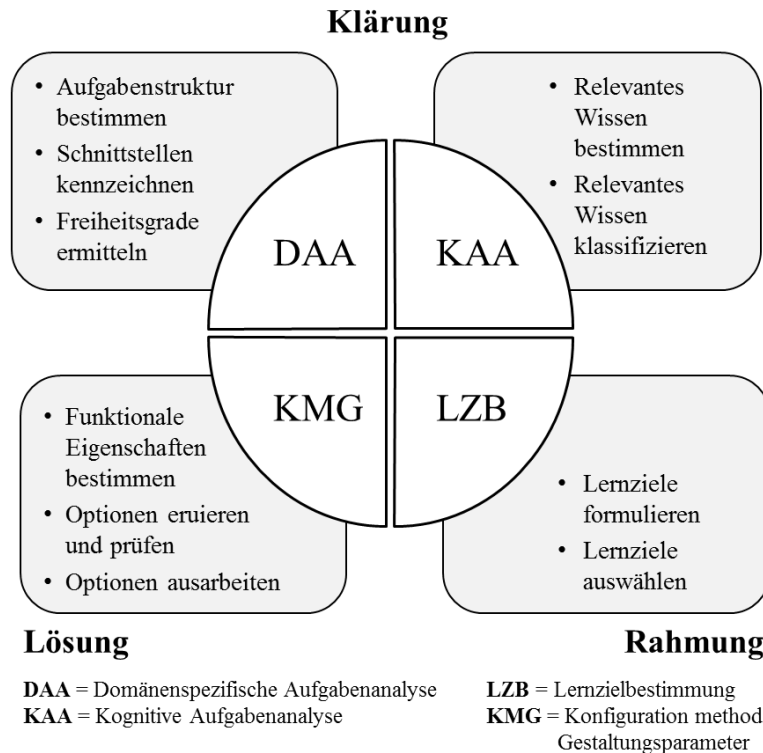 Klärung
• Aufgabenstruktur
bestimmen
• Schnittstellen
kennzeichnen
• Freiheitsgrade
ermitteln
• Relevantes
Wissen
bestimmen
• Relevantes
Wissen
klassifizieren
DAA
KAA
KMG
LZB
• Funktionale
Eigenschaften
bestimmen
• Optionen eruieren
und prüfen
• Optionen ausarbeiten
• Lernziele
formulieren
• Lernziele
auswählen
Lösung
Rahmung
DAA = Domänenspezifische Aufgabenanalyse
KAA = Kognitive Aufgabenanalyse
LZB = Lernzielbestimmung
KMG = Konfiguration method
Gestaltungsparameter